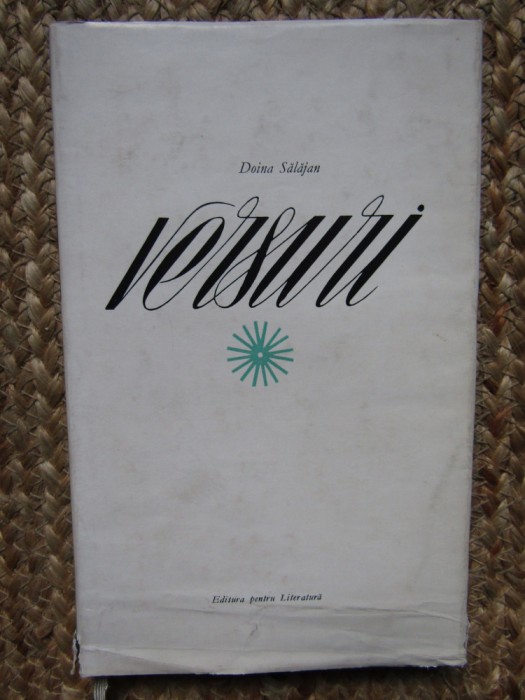 Doina Sălăjan
versuri
Editura pentru Literatură